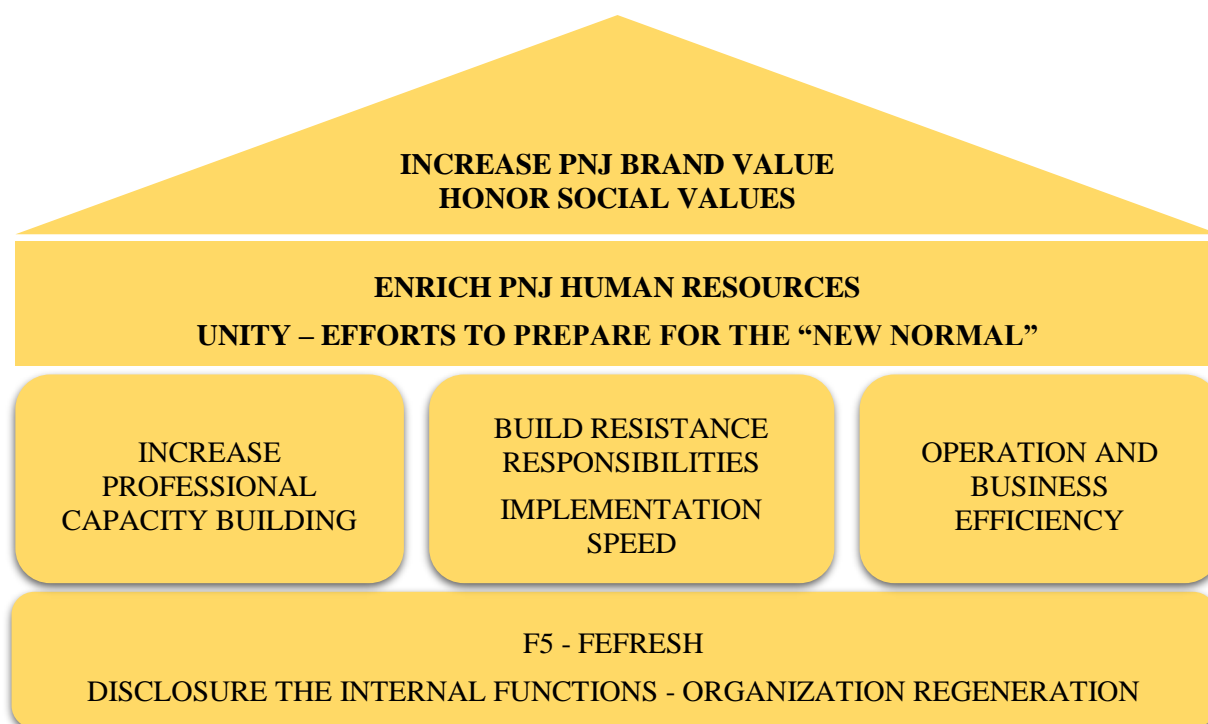 INCREASE PNJ BRAND VALUE
HONOR SOCIAL VALUES
ENRICH PNJ HUMAN RESOURCES
UNITY – EFFORTS TO PREPARE FOR THE “NEW NORMAL”
INCREASE
PROFESSIONAL
CAPACITY BUILDING
BUILD RESISTANCE
RESPONSIBILITIES
IMPLEMENTATION
SPEED
OPERATION AND
BUSINESS
EFFICIENCY
F5 - FEFRESH
DISCLOSURE THE INTERNAL FUNCTIONS - ORGANIZATION REGENERATION